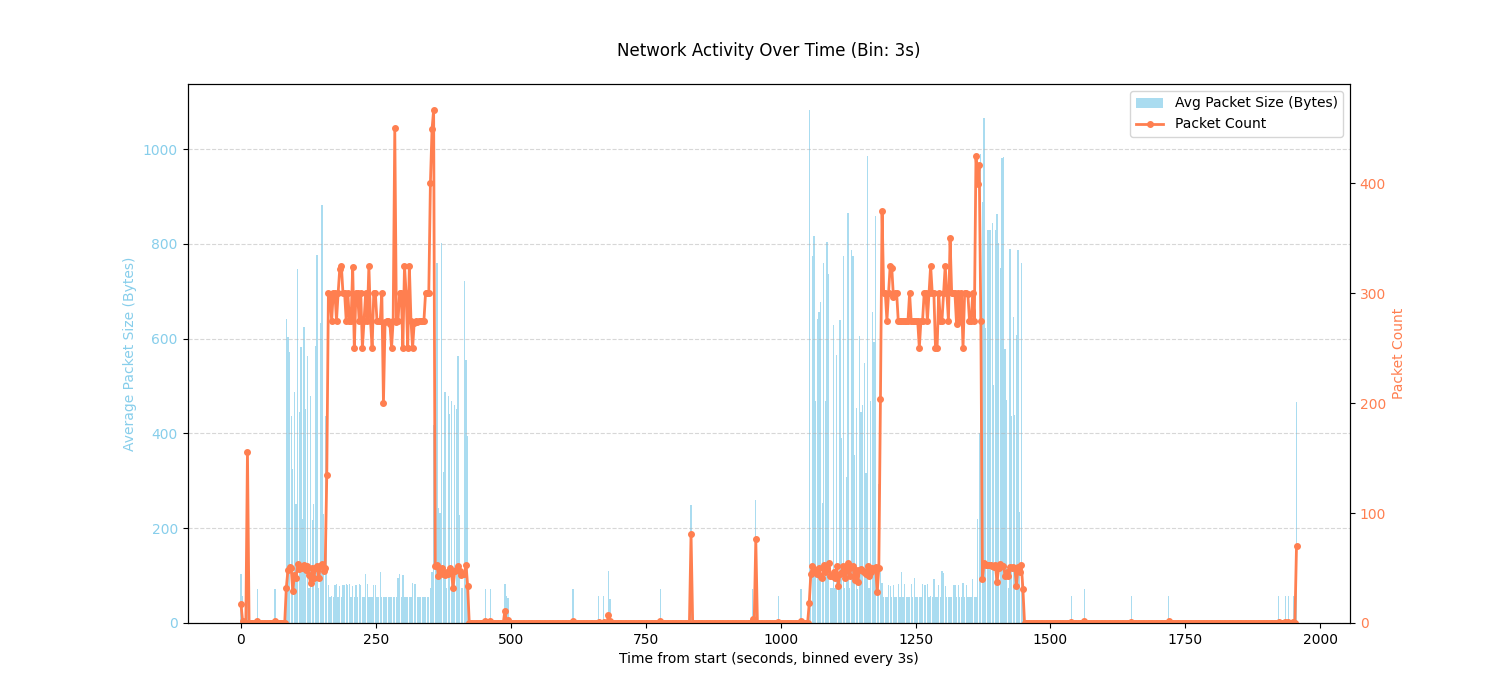 Network Activity Over Time (Bin: 3s)
Avg Packet Size (Bytes)
Packet Count
1000
800
600
400
200
0
Average Packet Size (Bytes)
400
300
200
100
0
Packet Count
0 250 500 750 1000 1250 1500 1750 2000
Time from start (seconds, binned every 3s)